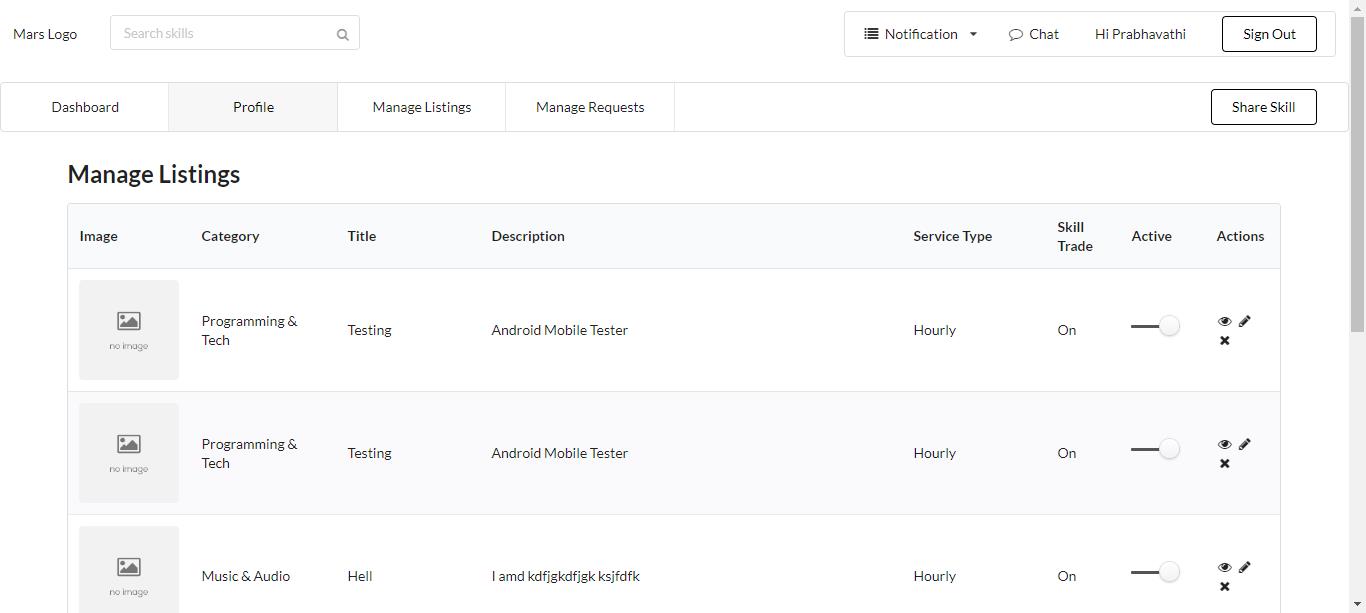 Mars Logo
Search skills
Notification
Chat
Hi Prabhavathi
Sign Out
Dashboard
Profile
Manage Listings
Manage Requests
Share Skill
Manage Listings
Image
Category
Title
Description
Service Type
Skill
Trade
Active
Actions
no image
Programming &
Tech
Testing
Android Mobile Tester
Hourly
On
no image
Programming &
Tech
Testing
Android Mobile Tester
Hourly
On
no image
Music & Audio
Hell
I amd kdfjgkdfjgk ksjfdfk
Hourly
On